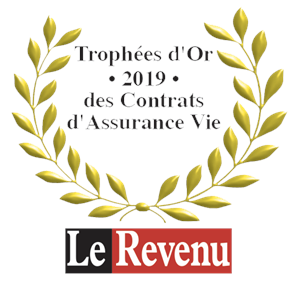 Trophées d'Or
• 2019 •
des Contrats
d'Assurance Vie
Le Revenu